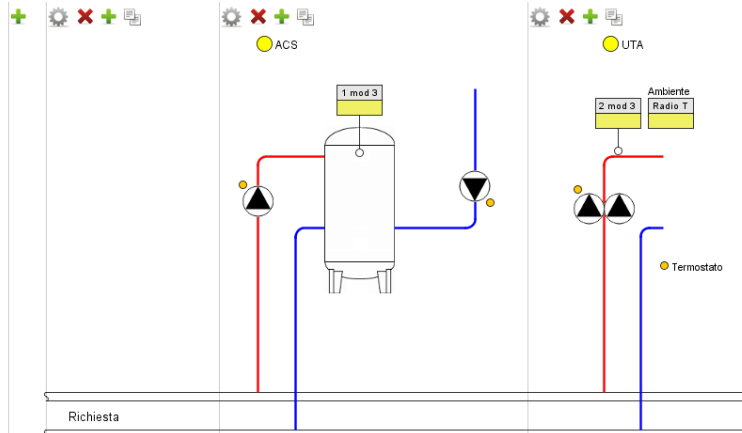 ACS
UTA
1 mod 3
Ambiente
2 mod 3
Radio T
Termostato
Richiesta